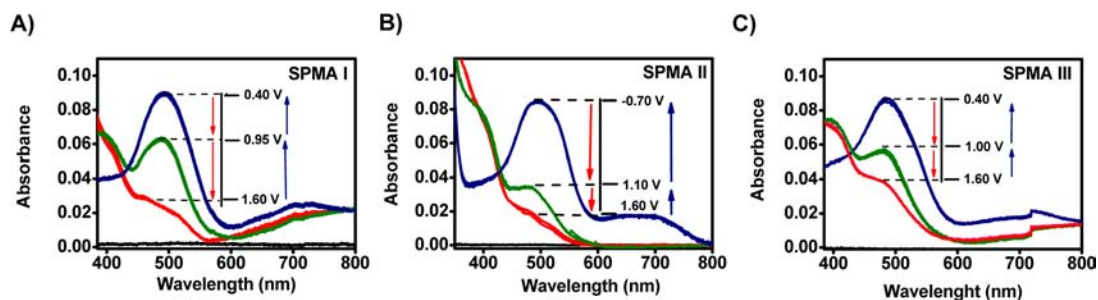 A)
SPMA I
Absorbance
0.10
0.08
0.06
0.04
0.02
0.00
0.40 V
0.95 V
1.60 V
400 500 600 700 800
Wavelength (nm)
B)
SPMA II
Absorbance
0.10
0.08
0.06
0.04
0.02
0.00
-0.70 V
1.10 V
1.60 V
400 500 600 700 800
Wavelength (nm)
C)
SPMA III
Absorbance
0.10
0.08
0.06
0.04
0.02
0.00
0.40 V
1.00 V
1.60 V
400 500 600 700 800
Wavelenght (nm)